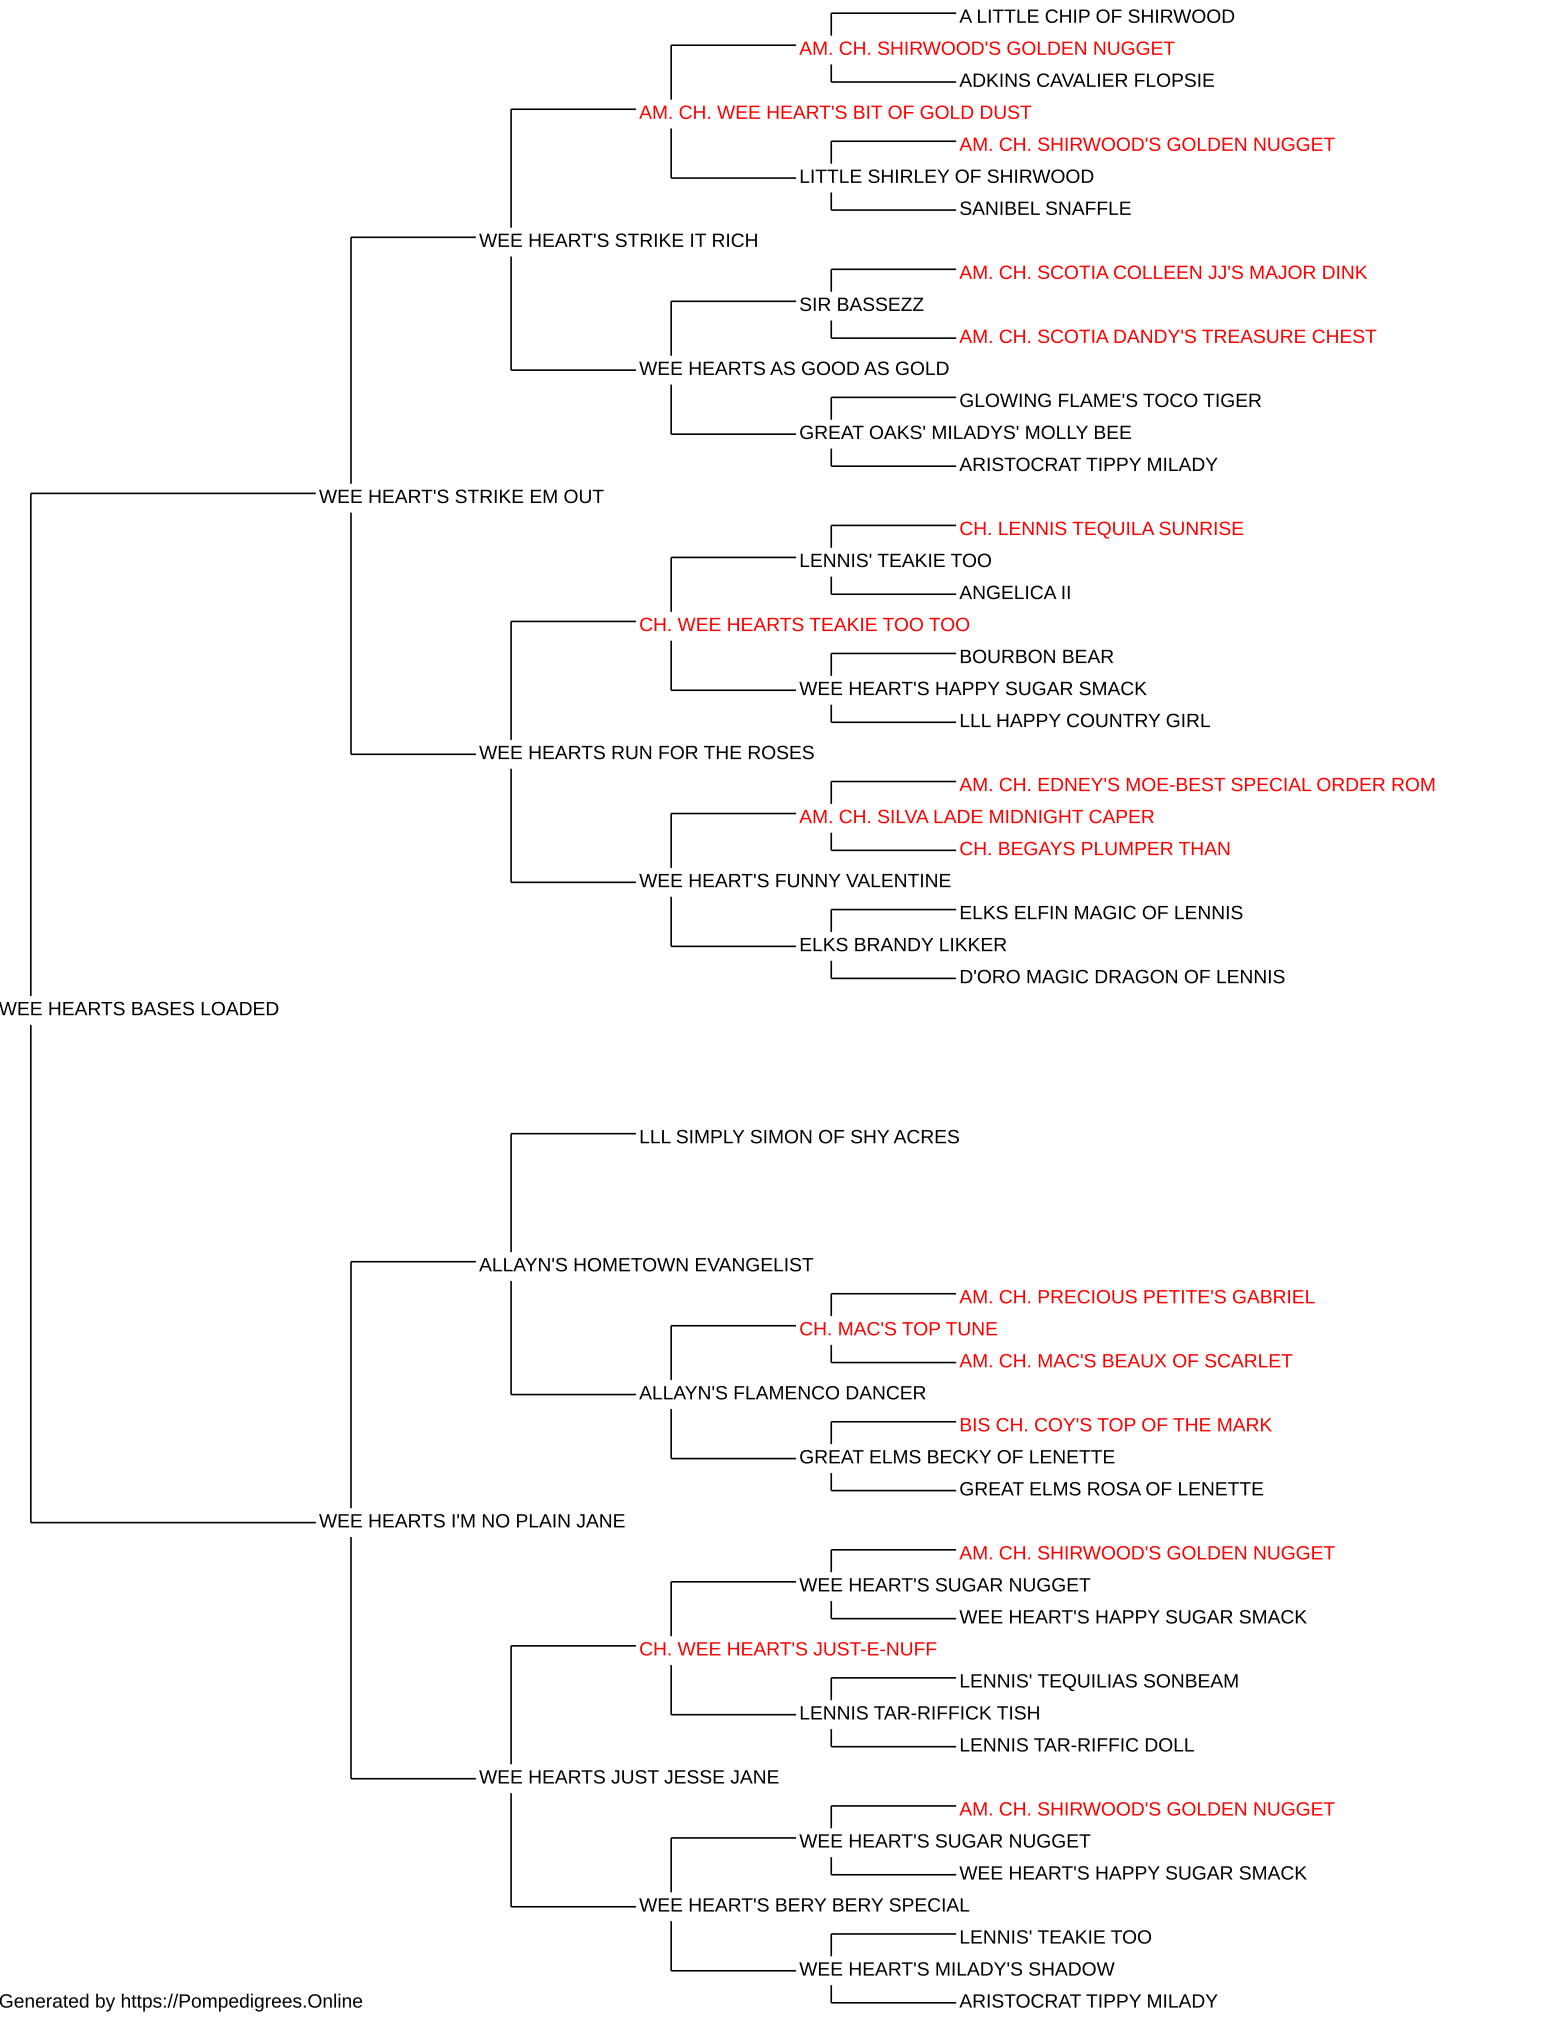 A LITTLE CHIP OF SHIRWOOD
AM. CH. SHIRWOOD'S GOLDEN NUGGET
ADKINS CAVALIER FLOPSIE
AM. CH. WEE HEART'S BIT OF GOLD DUST
AM. CH. SHIRWOOD'S GOLDEN NUGGET
LITTLE SHIRLEY OF SHIRWOOD
SANIBEL SNAFFLE
WEE HEART'S STRIKE IT RICH
AM. CH. SCOTIA COLLEEN JJ'S MAJOR DINK
SIR BASSEZZ
AM. CH. SCOTIA DANDY'S TREASURE CHEST
WEE HEARTS AS GOOD AS GOLD
GLOWING FLAME'S TOCO TIGER
GREAT OAKS' MILADYS' MOLLY BEE
ARISTOCRAT TIPPY MILADY
WEE HEART'S STRIKE EM OUT
CH. LENNIS TEQUILA SUNRISE
LENNIS' TEAKIE TOO
ANGELICA II
CH. WEE HEARTS TEAKIE TOO TOO
BOURBON BEAR
WEE HEART'S HAPPY SUGAR SMACK
LLL HAPPY COUNTRY GIRL
WEE HEARTS RUN FOR THE ROSES
AM. CH. EDNEY'S MOE-BEST SPECIAL ORDER ROM
AM. CH. SILVA LADE MIDNIGHT CAPER
CH. BEGAYS PLUMPER THAN
WEE HEART'S FUNNY VALENTINE
ELKS ELFIN MAGIC OF LENNIS
ELKS BRANDY LIKKER
D'ORO MAGIC DRAGON OF LENNIS
WEE HEARTS BASES LOADED
LLL SIMPLY SIMON OF SHY ACRES
ALLAYN'S HOMETOWN EVANGELIST
AM. CH. PRECIOUS PETITE'S GABRIEL
CH. MAC'S TOP TUNE
AM. CH. MAC'S BEAUX OF SCARLET
ALLAYN'S FLAMENCO DANCER
BIS CH. COY'S TOP OF THE MARK
GREAT ELMS BECKY OF LENETTE
GREAT ELMS ROSA OF LENETTE
WEE HEARTS I'M NO PLAIN JANE
AM. CH. SHIRWOOD'S GOLDEN NUGGET
WEE HEART'S SUGAR NUGGET
WEE HEART'S HAPPY SUGAR SMACK
CH. WEE HEART'S JUST-E-NUFF
LENNIS' TEQUILIAS SONBEAM
LENNIS TAR-RIFFICK TISH
LENNIS TAR-RIFFIC DOLL
WEE HEARTS JUST JESSE JANE
AM. CH. SHIRWOOD'S GOLDEN NUGGET
WEE HEART'S SUGAR NUGGET
WEE HEART'S HAPPY SUGAR SMACK
WEE HEART'S BERY BERY SPECIAL
LENNIS' TEAKIE TOO
WEE HEART'S MILADY'S SHADOW
ARISTOCRAT TIPPY MILADY
Generated by https://Pompedigrees.Online